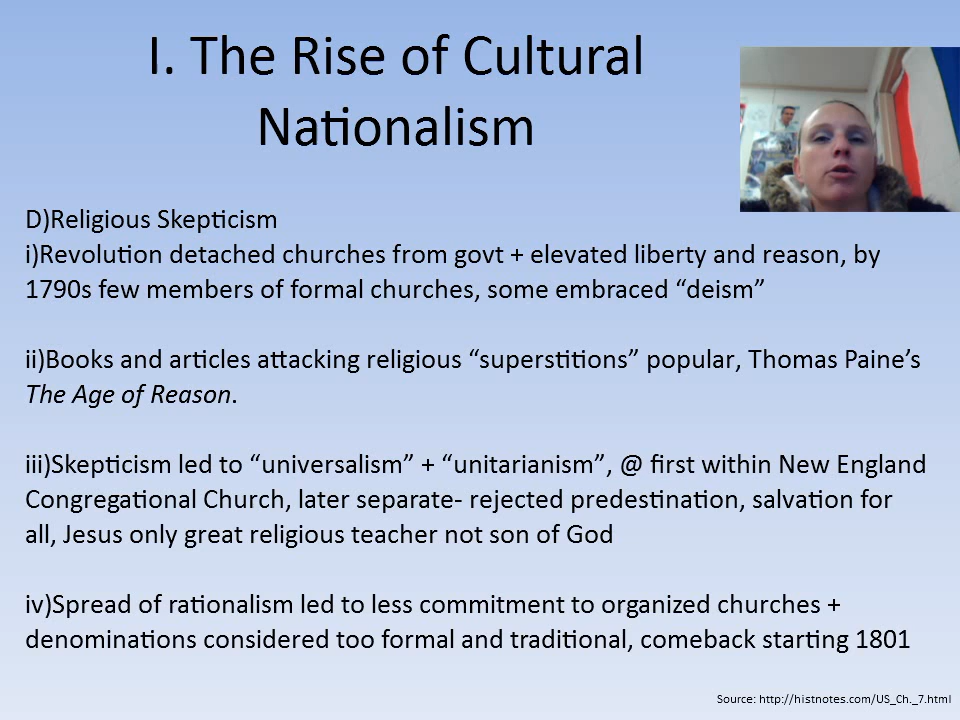 I. The Rise of Cultural
Nationalism
D)Religious Skepticism
i)Revolution detached churches from govt + elevated liberty and reason, by
1790s few members of formal churches, some embraced “deism”
ii)Books and articles attacking religious “superstitions” popular, Thomas Paine’s
The Age of Reason.
iii)Skepticism led to “universalism” + “unitarianism”, @ first within New England
Congregational Church, later separate- rejected predestination, salvation for
all, Jesus only great religious teacher not son of God
iv)Spread of rationalism led to less commitment to organized churches +
denominations considered too formal and traditional, comeback starting 1801
Source: http://histnotes.com/US_Ch._7.html